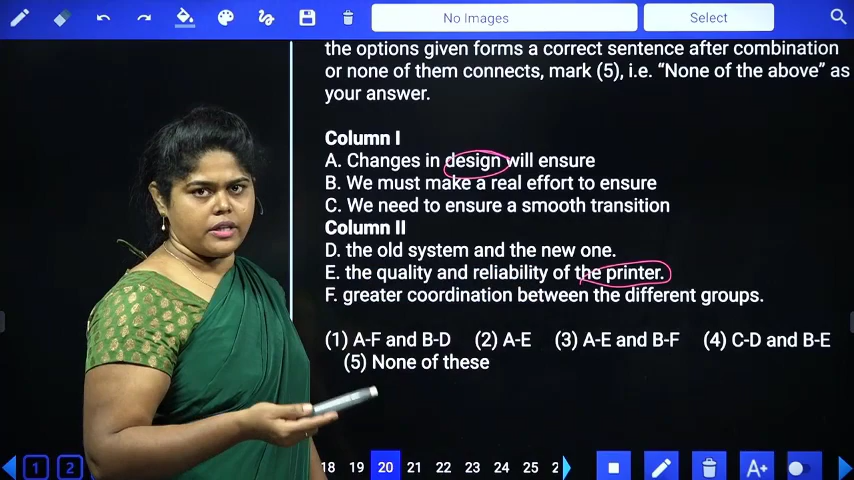 No Images
Select
the options given forms a correct sentence after combination
or none of them connects, mark (5), i.e. “None of the above” as
your answer.
Column I
A. Changes in design will ensure
B. We must make a real effort to ensure
C. We need to ensure a smooth transition
Column II
D. the old system and the new one.
E. the quality and reliability of the printer.
F. greater coordination between the different groups.
(1) A-F and B-D (2) A-E (3) A-E and B-F (4) C-D and B-E
(5) None of these
1 2 18 19 20 21 22 23 24 25 2 A+